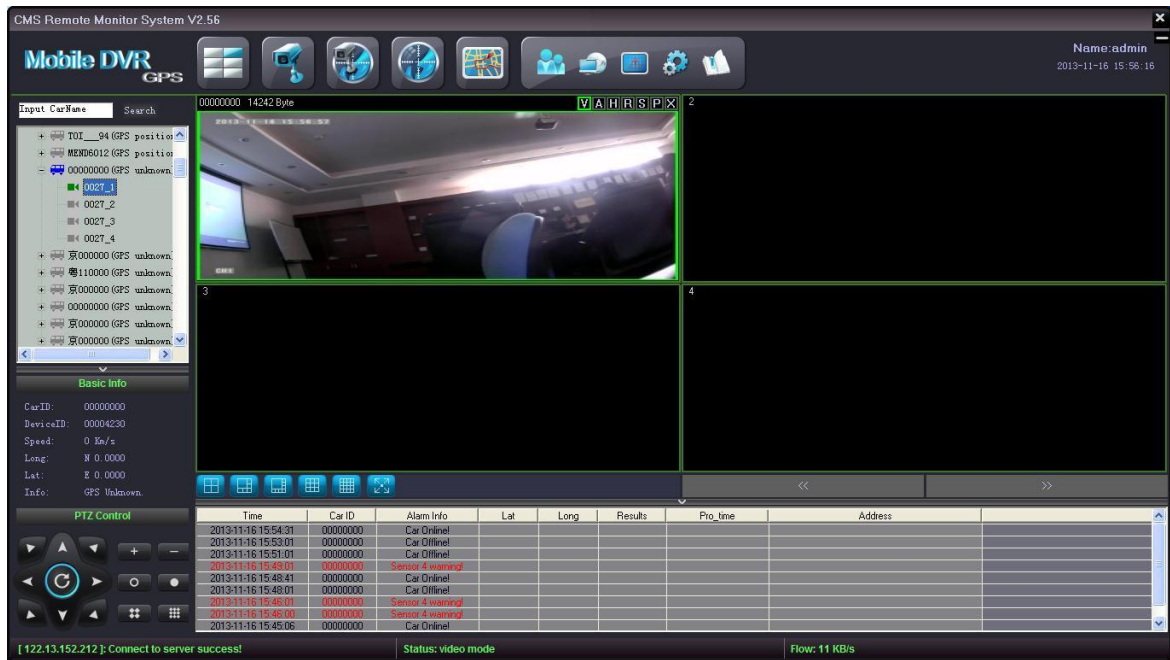 CMS Remote Monitor System V2.56
Mobile DVR
GPS
Name:admin
2013-11-16 15:56:16
Input CarName
Search
TOI__94 (GPS position
MEND6012 (GPS position
00000000 (GPS unknown
0027_1
0027_2
0027_3
0027_4
京000000 (GPS unknown
粤110000 (GPS unknown
京000000 (GPS unknown
00000000 (GPS unknown
京000000 (GPS unknown
京000000 (GPS unknown
00000000 14242 Byte
V A H R S P X
2013-11-16 15:56:57
CH1
2
3
4
Basic Info
CarID: 00000000
DeviceID: 00004230
Speed: 0 Km/s
Long: N 0.0000
Lat: E 0.0000
Info: GPS Unknown.
PTZ Control
Time Car ID Alarm Info Lat Long Results Pro_time Address
2013-11-16 15:54:31 00000000 Car Online!
2013-11-16 15:53:01 00000000 Car Offline!
2013-11-16 15:51:01 00000000 Car Online!
2013-11-16 15:49:01 00000000 Sensor 4 warning!
2013-11-16 15:48:41 00000000 Car Online!
2013-11-16 15:48:01 00000000 Car Offline!
2013-11-16 15:46:01 00000000 Sensor 4 warning!
2013-11-16 15:46:00 00000000 Sensor 4 warning!
2013-11-16 15:45:06 00000000 Car Online!
[ 122.13.152.212 ]: Connect to server success!
Status: video mode
Flow: 11 KB/s